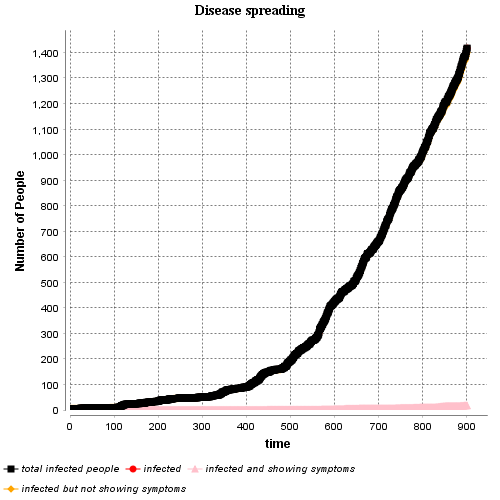 Disease spreading
1,400
1,300
1,200
1,100
1,000
900
800
700
600
500
400
300
200
100
0
Number of People
0 100 200 300 400 500 600 700 800 900
time
total infected people infected infected and showing symptoms
infected but not showing symptoms